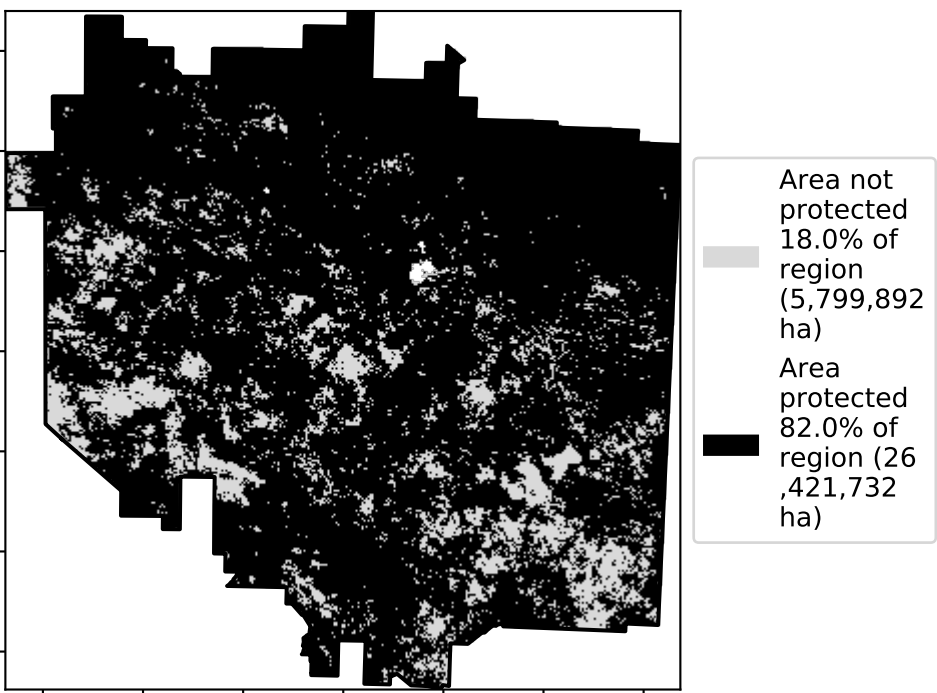 Area not
protected
18.0% of
region
(5,799,892
ha)
Area
protected
82.0% of
region (26
,421,732
ha)